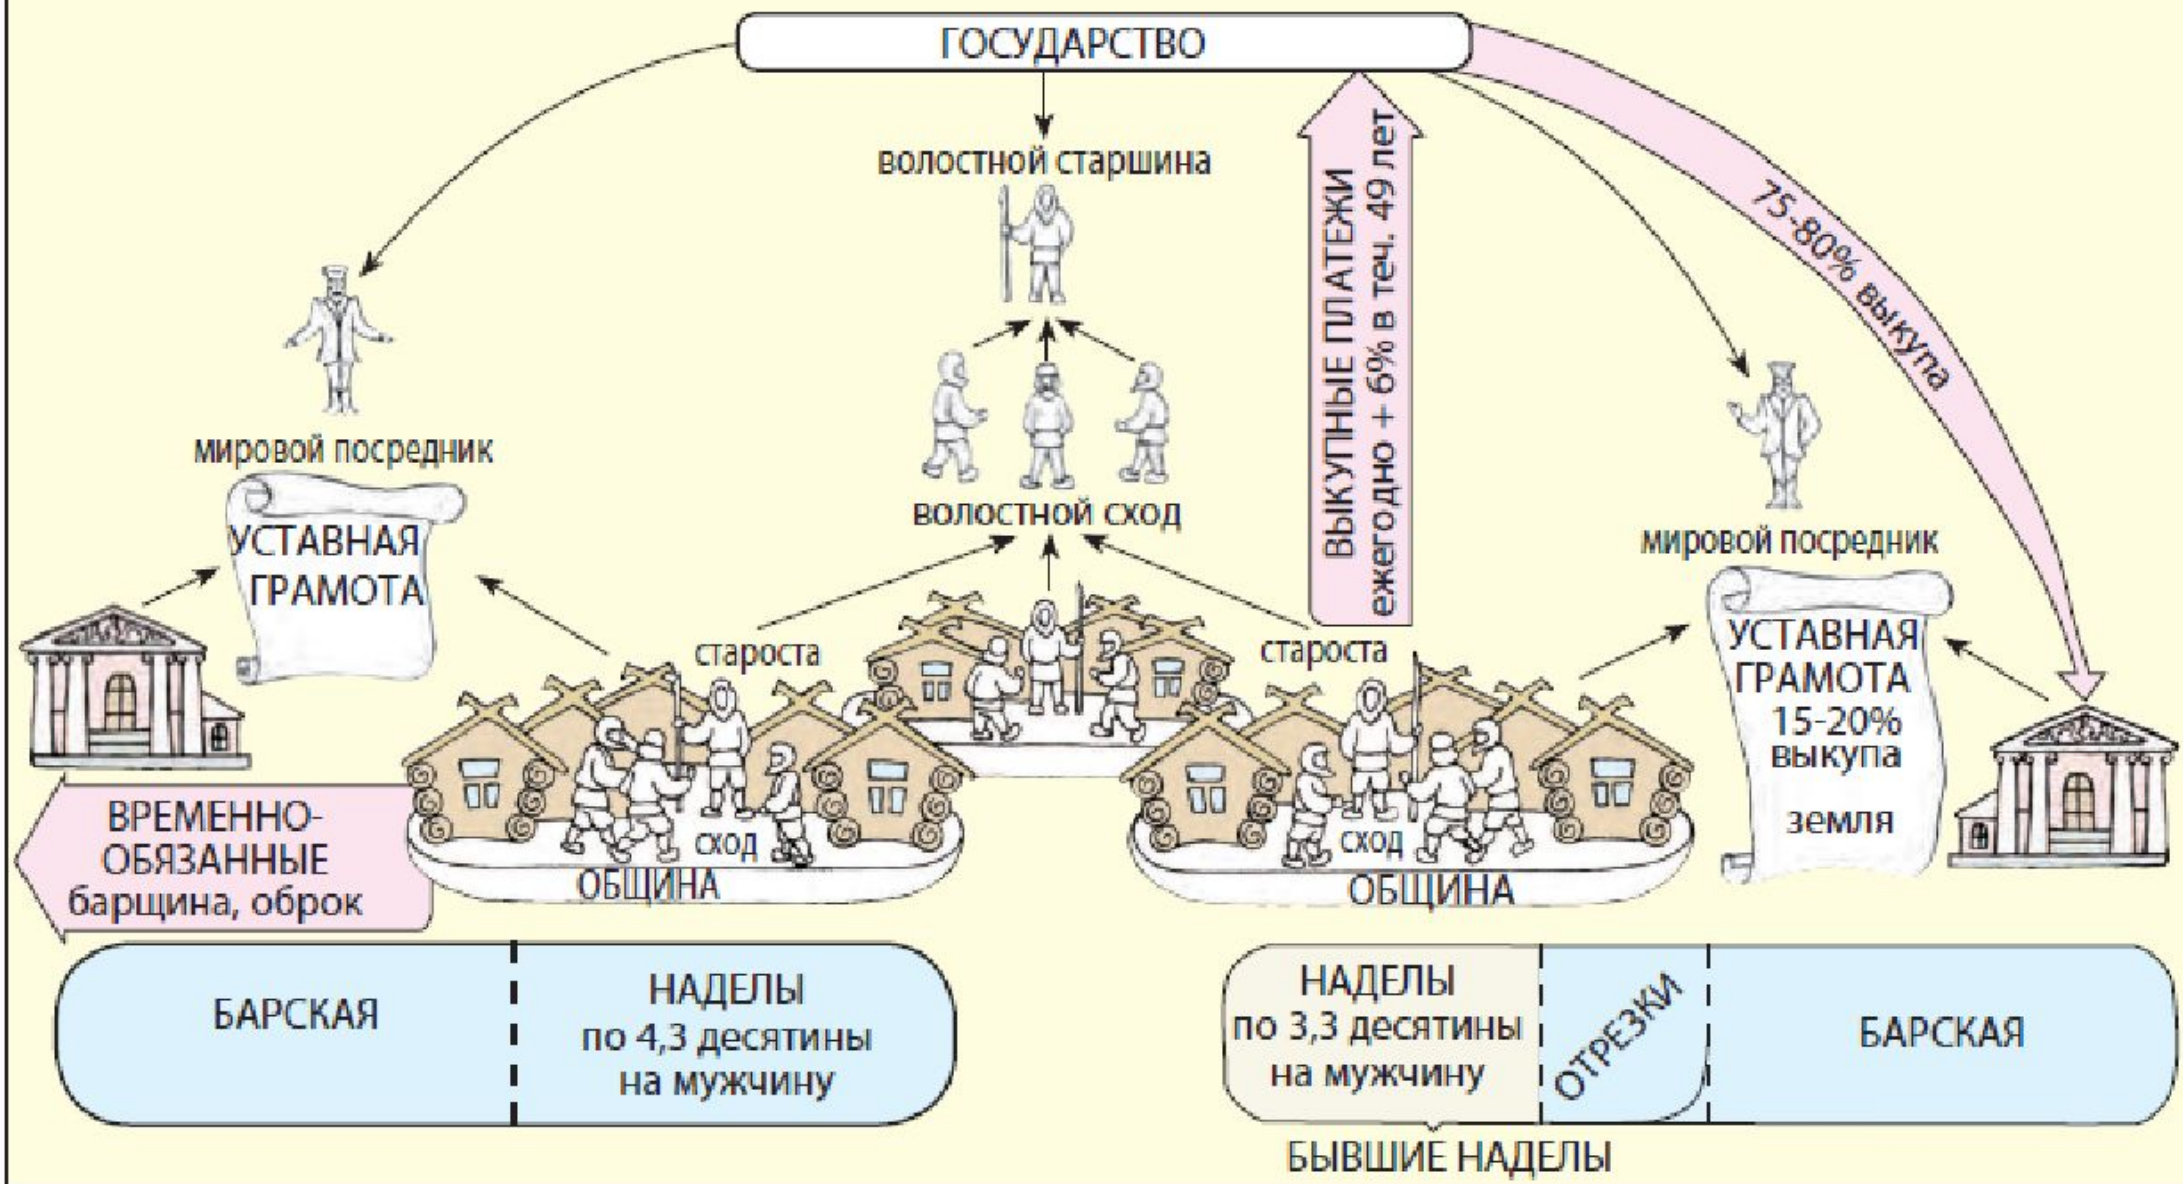 ГОСУДАРСТВО
волостной старшина
ВЫКУПНЫЕ ПЛАТЕЖИ
ежегодно + 6% в теч. 49 лет
75-80% выкупа
мировой посредник
УСТАВНАЯ
ГРАМОТА
волостной сход
мировой посредник
УСТАВНАЯ
ГРАМОТА
15-20%
выкупа
земля
староста
староста
ВРЕМЕННО-
ОБЯЗАННЫЕ
барщина, оброк
сход
ОБЩИНА
сход
ОБЩИНА
БАРСКАЯ
НАДЕЛЫ
по 4,3 десятины
на мужчину
НАДЕЛЫ
по 3,3 десятины
на мужчину
ОТРЕЗКИ
БАРСКАЯ
БЫВШИЕ НАДЕЛЫ